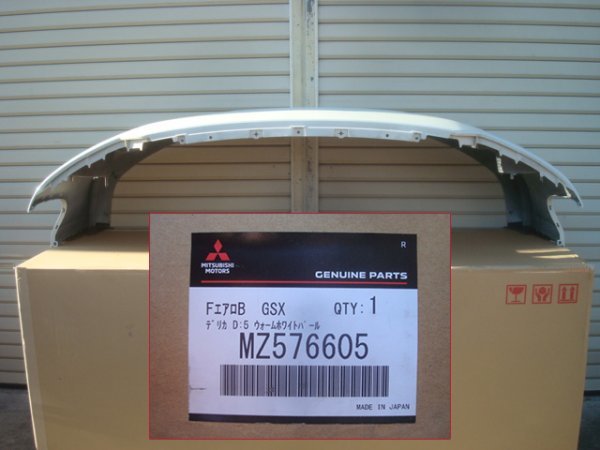 R
MITSUBISHI
MOTORS
GENUINE PARTS
FエアロB GSX QTY: 1
デリカ D:5 ウォームホワイトパール
MZ576605
MADE IN JAPAN